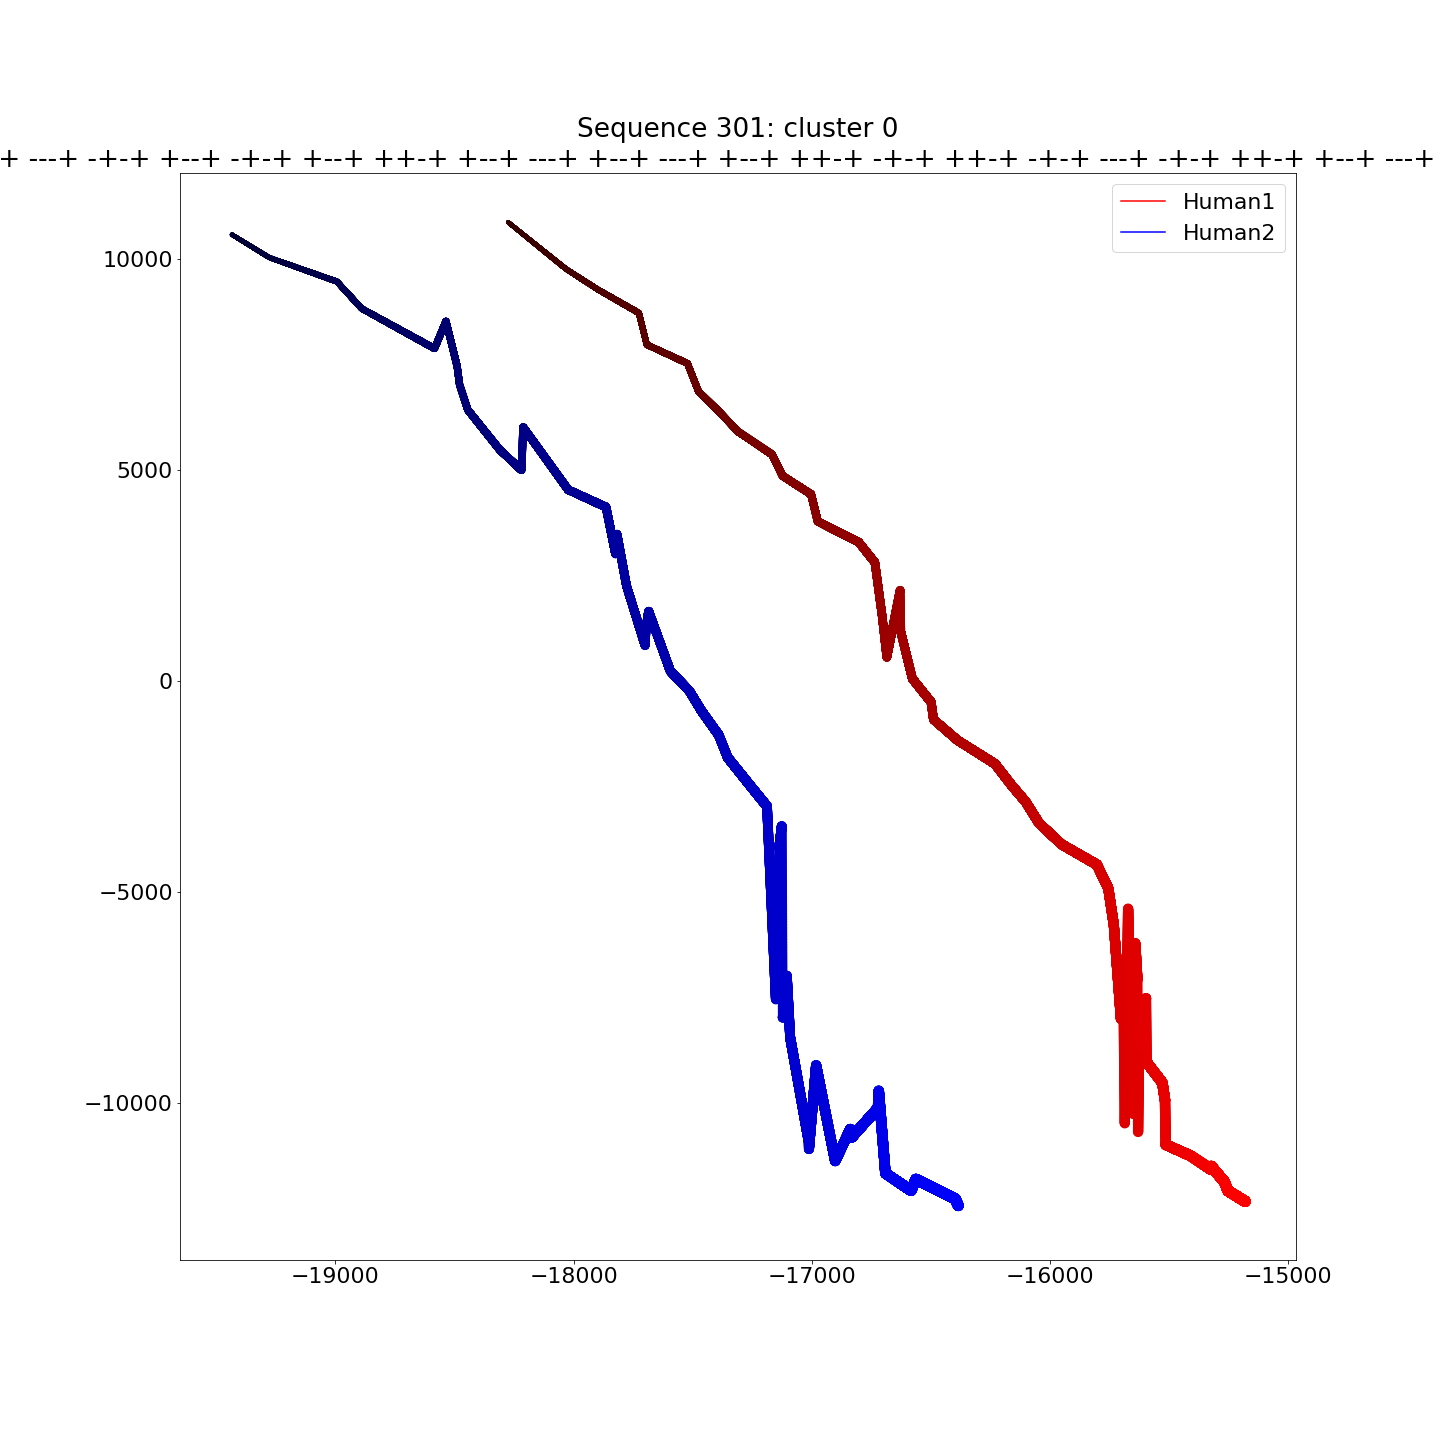 Sequence 301: cluster 0
+ ---+ -+-+ +--+ -+-+ +--+ ++-+ +--+ ---+ +--+ ---+ +--+ ++-+ -+-+ ++-+ -+-+ ---+ -+-+ ++-+ +--+ ---+
Human1
Human2
10000
5000
0
−5000
−10000
−19000 −18000 −17000 −16000 −15000